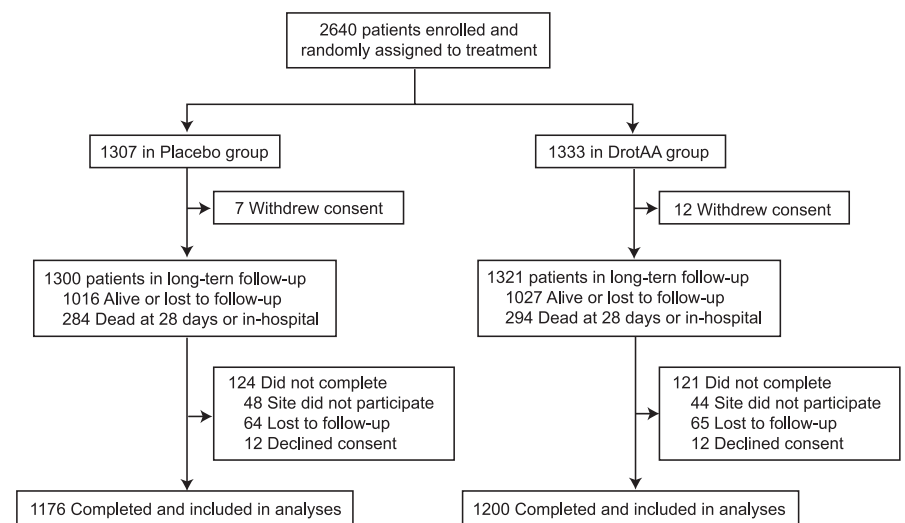 2640 patients enrolled and
randomly assigned to treatment
1307 in Placebo group
1333 in DrotAA group
7 Withdrew consent
12 Withdrew consent
1300 patients in long-tern follow-up
1016 Alive or lost to follow-up
284 Dead at 28 days or in-hospital
1321 patients in long-term follow-up
1027 Alive or lost to follow-up
294 Dead at 28 days or in-hospital
124 Did not complete
48 Site did not participate
64 Lost to follow-up
12 Declined consent
121 Did not complete
44 Site did not participate
65 Lost to follow-up
12 Declined consent
1176 Completed and included in analyses
1200 Completed and included in analyses